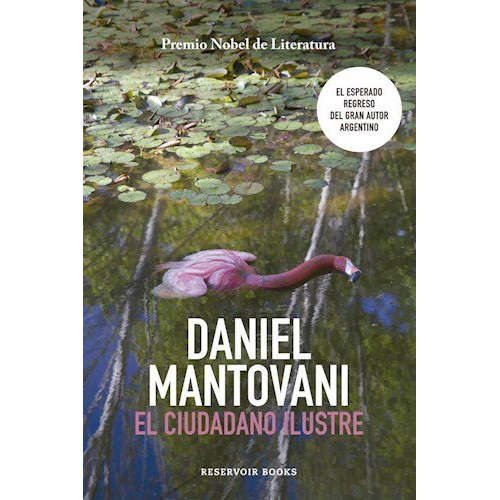 Premio Nobel de Literatura
EL ESPERADO
REGRESO
DEL GRAN AUTOR
ARGENTINO
DANIEL
MANTOVANI
EL CIUDADANO ILUSTRE
RESERVOIR BOOKS